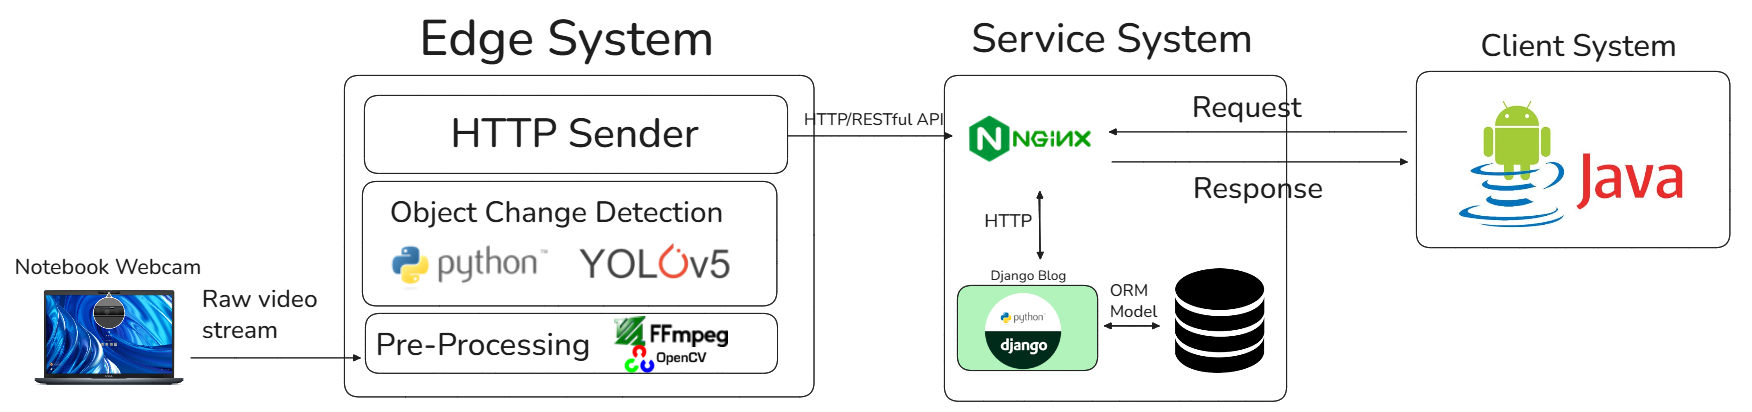 Edge System
Service System
Client System
HTTP Sender
HTTP/RESTful API
NGiNX
Request
Response
Java
Object Change Detection
python™
YOLOv5
HTTP
Notebook Webcam
Raw video
stream
Pre-Processing
FFmpeg
OpenCV
Django Blog
python
django
ORM
Model